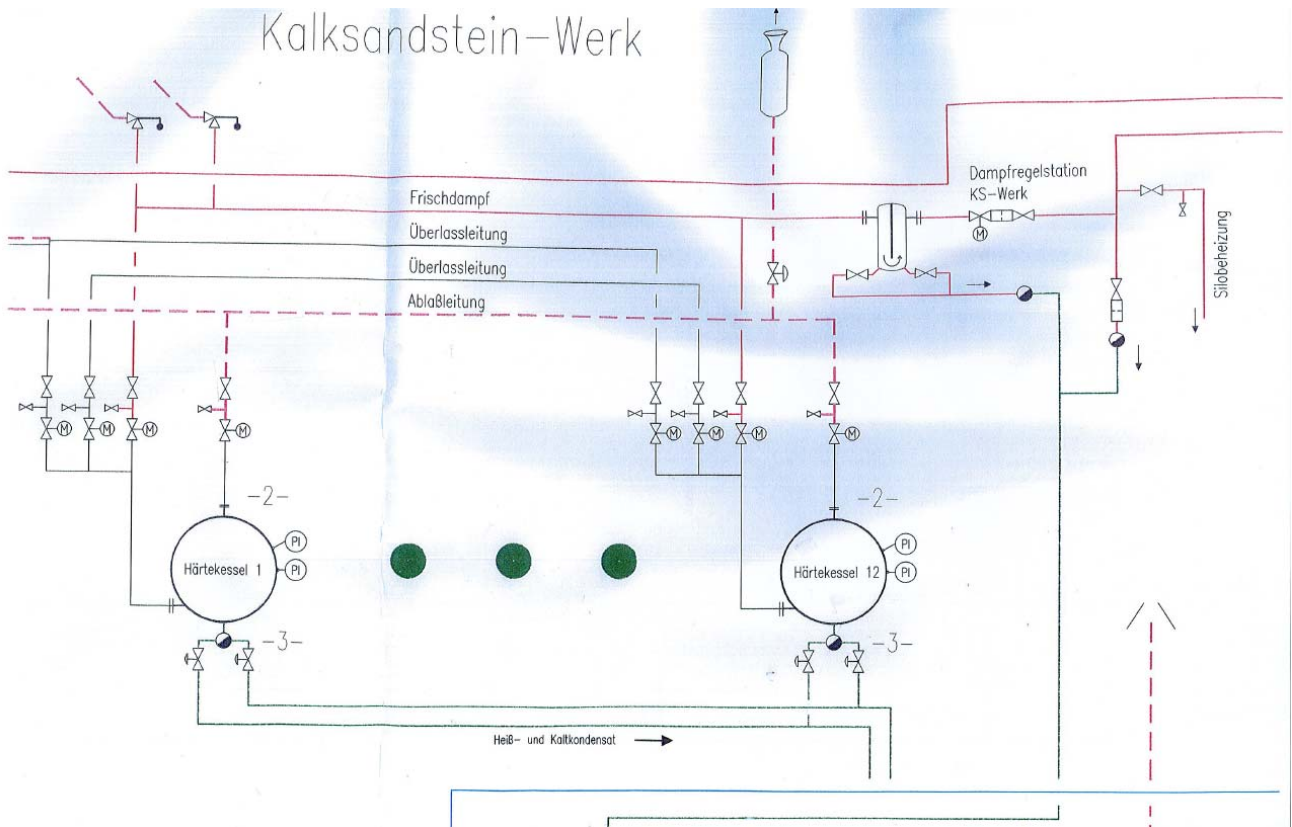 Kalksandstein-Werk
Dampfregelstation
KS-Werk
Frischdampf
Überlassleitung
Überlassleitung
Ablaßleitung
Silobeheizung
M
M
M
M
M
M
M
M
M
-2-
-2-
PI
PI
Härtekessel 1
PI
PI
Härtekessel 12
-3-
-3-
Heiß- und Kaltkondensat